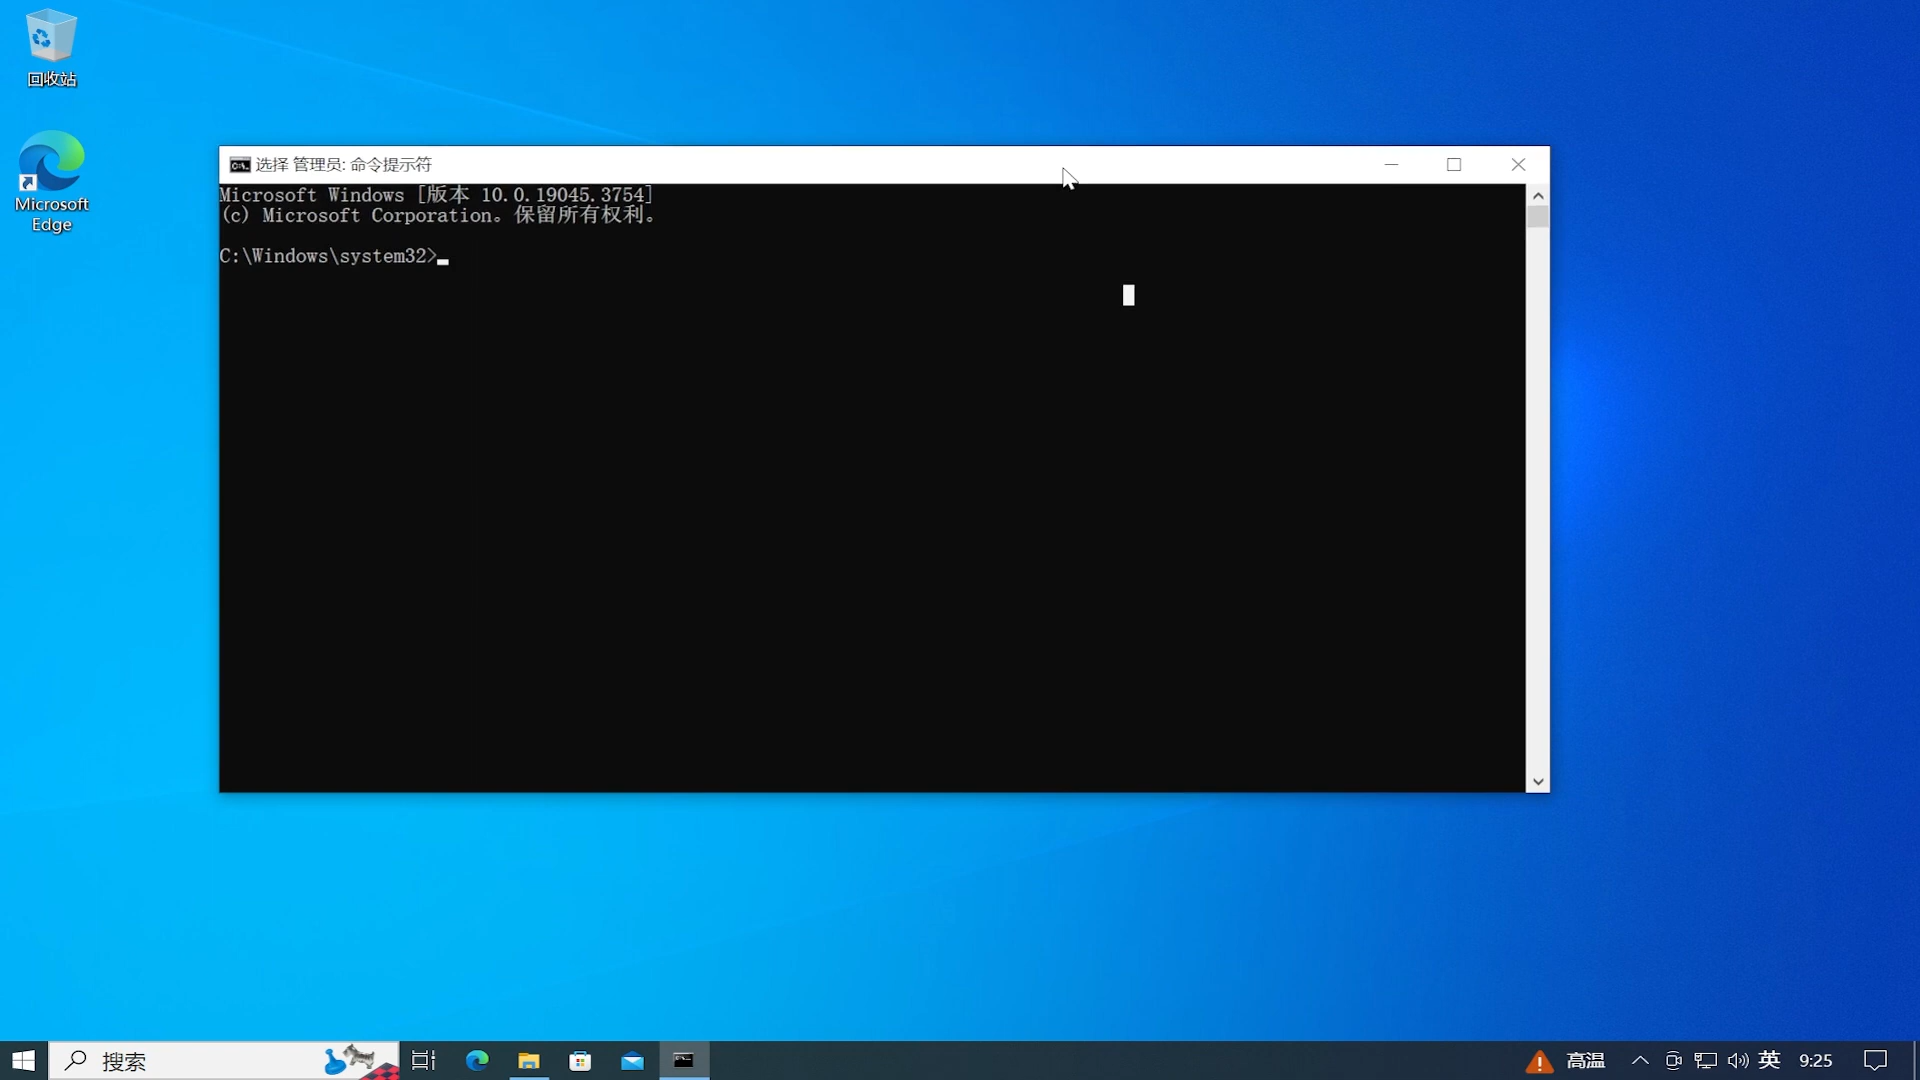 回收站
Microsoft
Edge
选择 管理员: 命令提示符
Microsoft Windows [版本 10.0.19045.3754]
(c) Microsoft Corporation。保留所有权利。
C:\Windows\system32>
搜索
高温
英
9:25